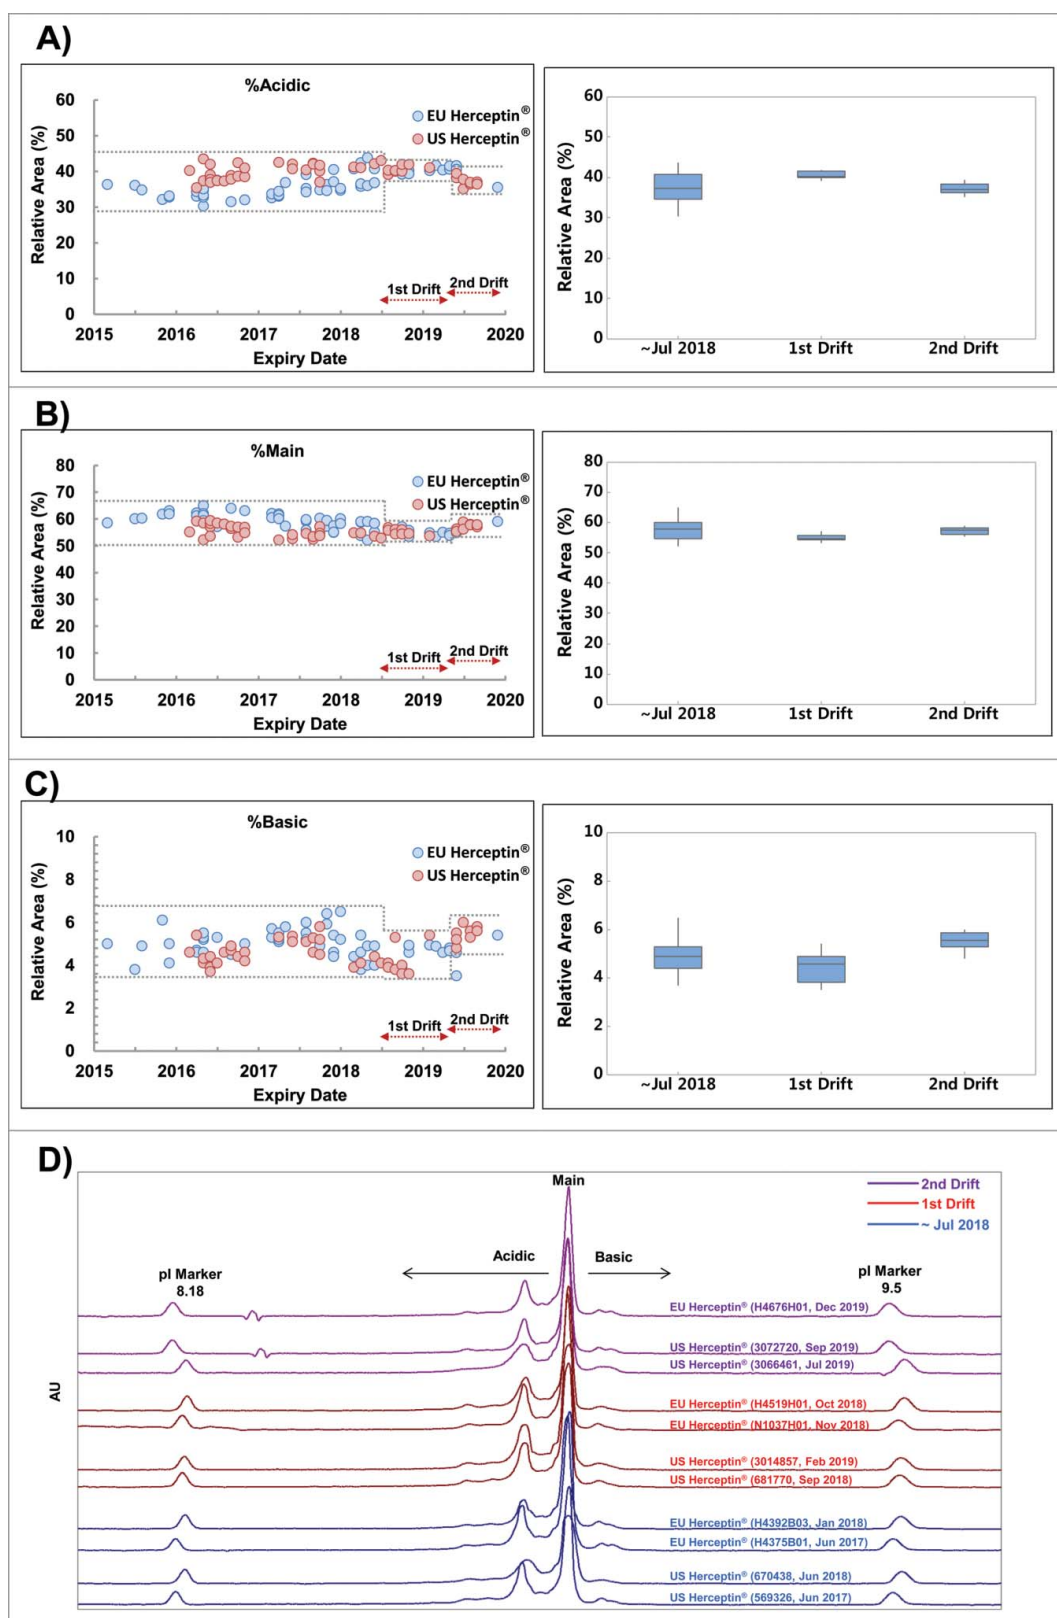 A)
%Acidic
EU Herceptin®
US Herceptin®
Relative Area (%)
60
50
40
30
20
10
0
1st Drift
2nd Drift
2015 2016 2017 2018 2019 2020
Expiry Date
Relative Area (%)
60
50
40
30
20
10
0
~Jul 2018 1st Drift 2nd Drift
B)
%Main
EU Herceptin®
US Herceptin®
Relative Area (%)
80
70
60
50
40
30
20
10
0
1st Drift
2nd Drift
2015 2016 2017 2018 2019 2020
Expiry Date
Relative Area (%)
80
70
60
50
40
30
20
10
0
~Jul 2018 1st Drift 2nd Drift
C)
%Basic
EU Herceptin®
US Herceptin®
Relative Area (%)
10
8
6
4
2
0
1st Drift
2nd Drift
2015 2016 2017 2018 2019 2020
Expiry Date
Relative Area (%)
10
8
6
4
2
0
~Jul 2018 1st Drift 2nd Drift
D)
Main
2nd Drift
1st Drift
~ Jul 2018
Acidic
Basic
pI Marker
8.18
pI Marker
9.5
AU
EU Herceptin® (H4676H01, Dec 2019)
US Herceptin® (3072720, Sep 2019)
US Herceptin® (3066461, Jul 2019)
EU Herceptin® (H4519H01, Oct 2018)
EU Herceptin® (N1037H01, Nov 2018)
US Herceptin® (3014857, Feb 2019)
US Herceptin® (681770, Sep 2018)
EU Herceptin® (H4392B03, Jan 2018)
EU Herceptin® (H4375B01, Jun 2017)
US Herceptin® (670438, Jun 2018)
US Herceptin® (569326, Jun 2017)